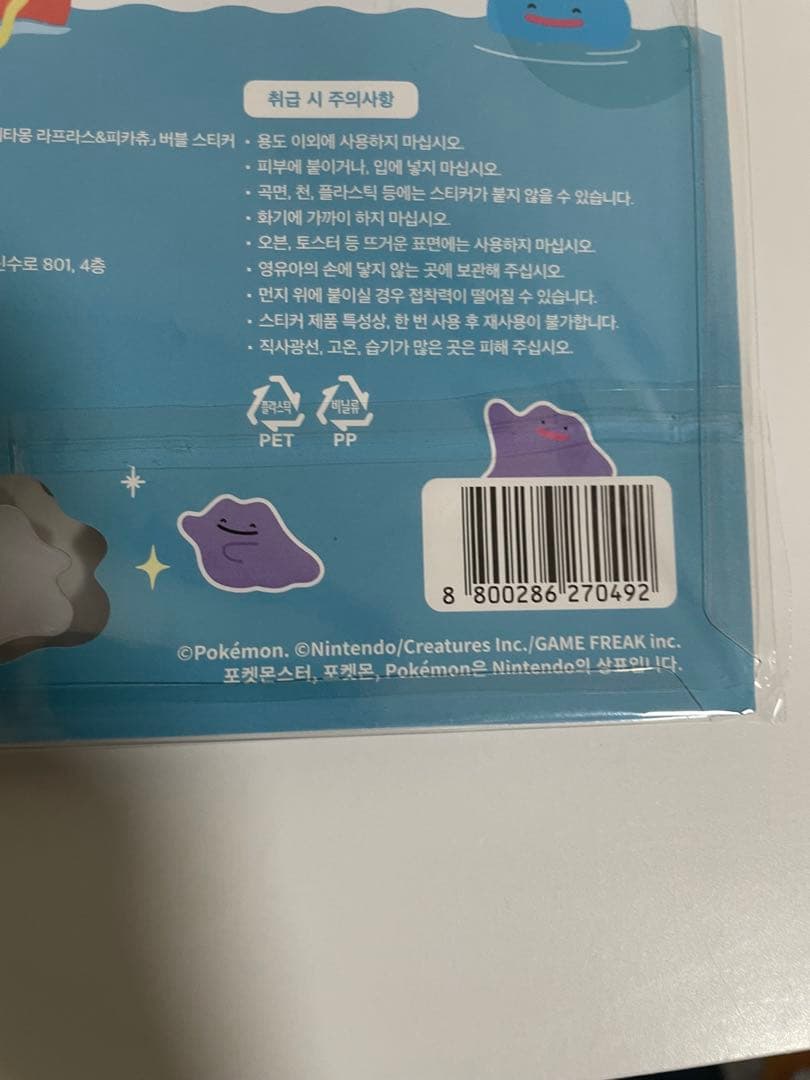 취급 시 주의사항
타몽 라프라스&피카츄」 버블 스티커
• 용도 이외에 사용하지 마십시오.
• 피부에 붙이거나, 입에 넣지 마십시오.
• 곡면, 천, 플라스틱 등에는 스티커가 붙지 않을 수 있습니다.
• 화기에 가까이 하지 마십시오.
• 오븐, 토스터 등 뜨거운 표면에는 사용하지 마십시오.
신수로 801, 4층
• 영유아의 손에 닿지 않는 곳에 보관해 주십시오.
• 먼지 위에 붙이실 경우 접착력이 떨어질 수 있습니다.
• 스티커 제품 특성상, 한 번 사용 후 재사용이 불가합니다.
• 직사광선, 고온, 습기가 많은 곳은 피해 주십시오.
플라스틱 비닐류
PET PP
8 800286 270492
©Pokémon. ©Nintendo/Creatures Inc./GAME FREAK inc.
포켓몬스터, 포켓몬, Pokémon은 Nintendo의 상표입니다.